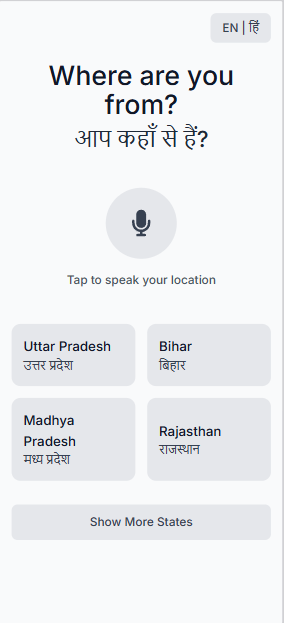 EN | हिं
Where are you
from?
आप कहाँ से हैं?
Tap to speak your location
Uttar Pradesh
उत्तर प्रदेश
Bihar
बिहार
Madhya
Pradesh
मध्य प्रदेश
Rajasthan
राजस्थान
Show More States